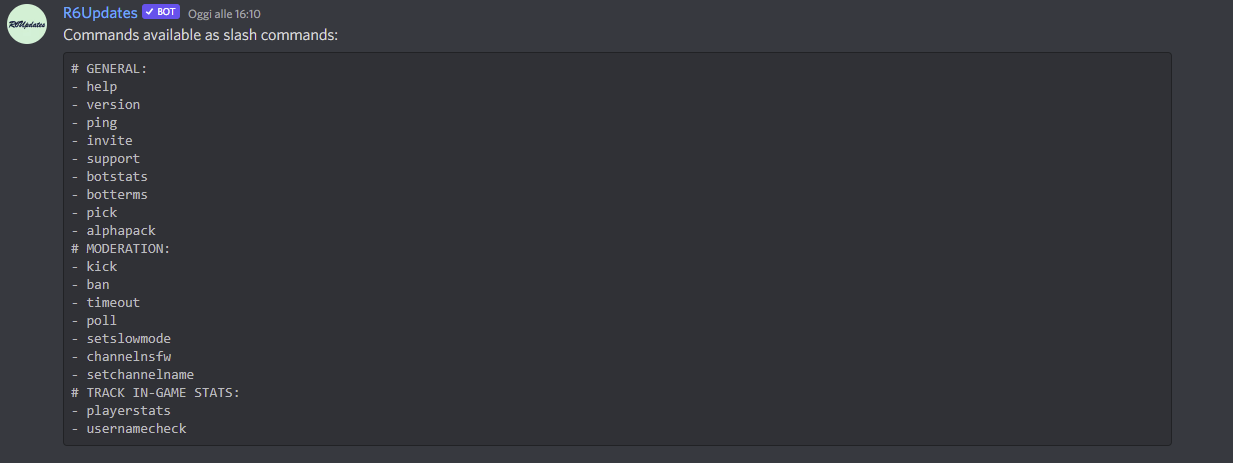 R6Updates
R6Updates BOT Oggi alle 16:10
Commands available as slash commands:
# GENERAL:
- help
- version
- ping
- invite
- support
- botstats
- botterms
- pick
- alphapack
# MODERATION:
- kick
- ban
- timeout
- poll
- setslowmode
- channelnsfw
- setchannelname
# TRACK IN-GAME STATS:
- playerstats
- usernamecheck